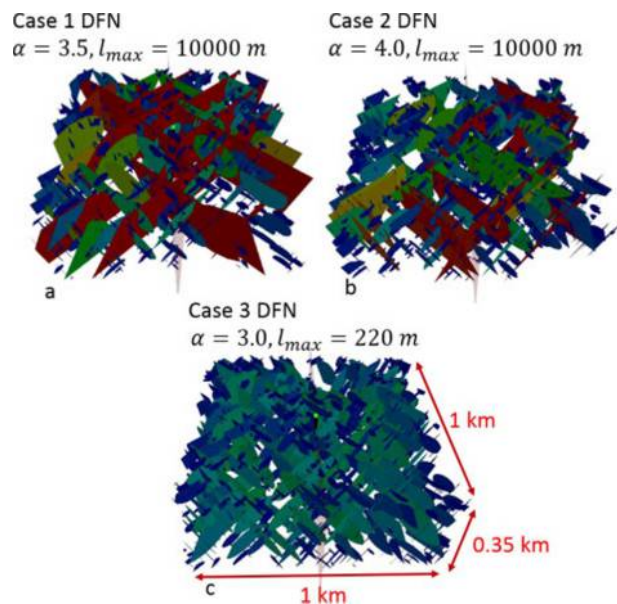 Case 1 DFN
α = 3.5, l_max = 10000 m
Case 2 DFN
α = 4.0, l_max = 10000 m
a
b
Case 3 DFN
α = 3.0, l_max = 220 m
1 km
0.35 km
c
1 km